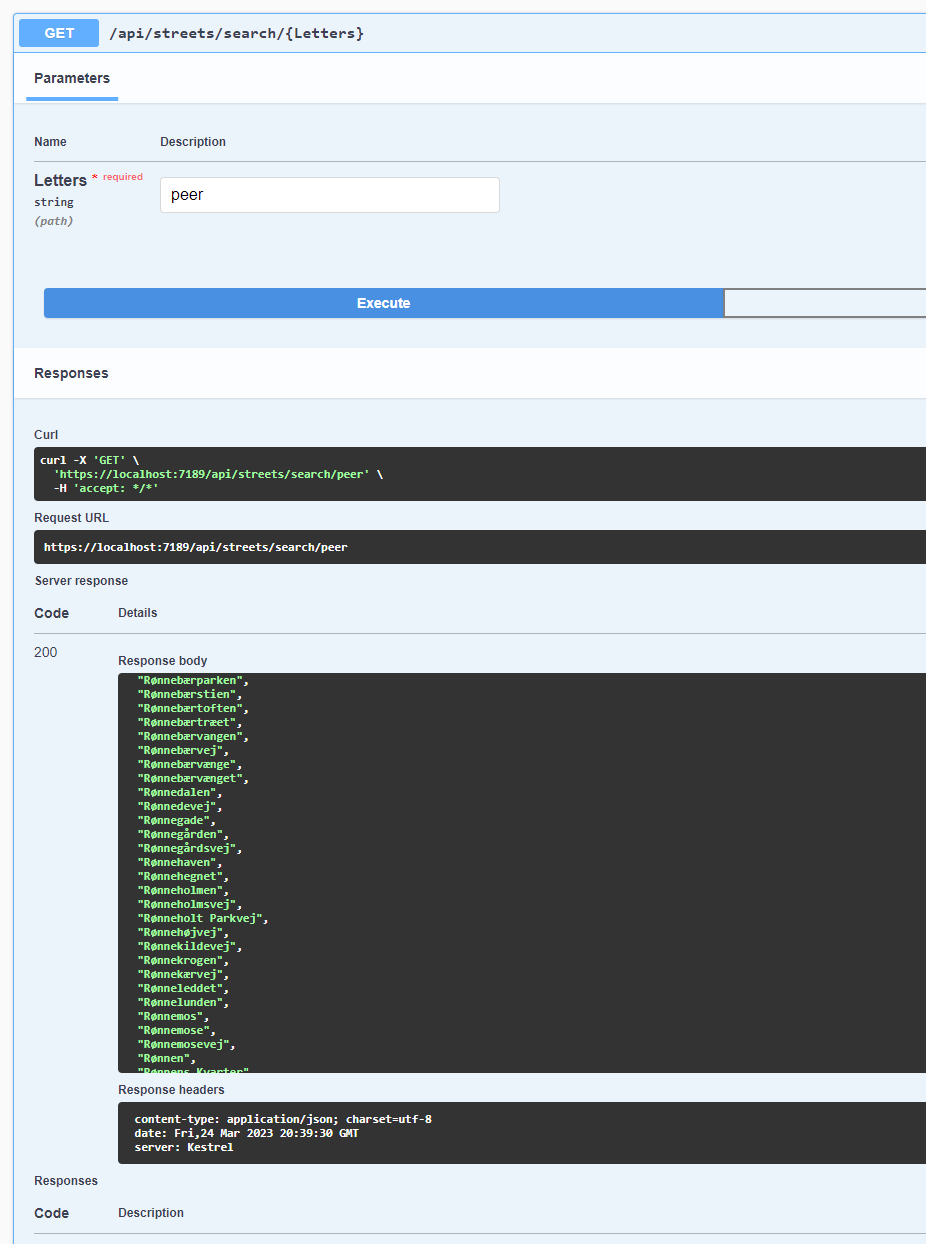 GET /api/streets/search/{Letters}
Parameters
Name Description
Letters * required
string
(path)
peer
Execute
Responses
Curl
curl -X 'GET' \
'https://localhost:7189/api/streets/search/peer' \
-H 'accept: */*'
Request URL
https://localhost:7189/api/streets/search/peer
Server response
Code Details
200
Response body
"Rønnebærparken",
"Rønnebærstien",
"Rønnebærtoften",
"Rønnebærtræet",
"Rønnebærvangen",
"Rønnebærvej",
"Rønnebærvænge",
"Rønnebærvænget",
"Rønnedalen",
"Rønnedevej",
"Rønnegade",
"Rønnegården",
"Rønnegårdsvej",
"Rønnehaven",
"Rønnehegnet",
"Rønneholmen",
"Rønneholmsvej",
"Rønneholt Parkvej",
"Rønnehøjvej",
"Rønnekildevej",
"Rønnekrogen",
"Rønnekærvej",
"Rønneleddet",
"Rønnelunden",
"Rønnemos",
"Rønnemose",
"Rønnemosevej",
"Rønnen",
"Rønnens Kvarter"
Response headers
content-type: application/json; charset=utf-8
date: Fri,24 Mar 2023 20:39:30 GMT
server: Kestrel
Responses
Code Description